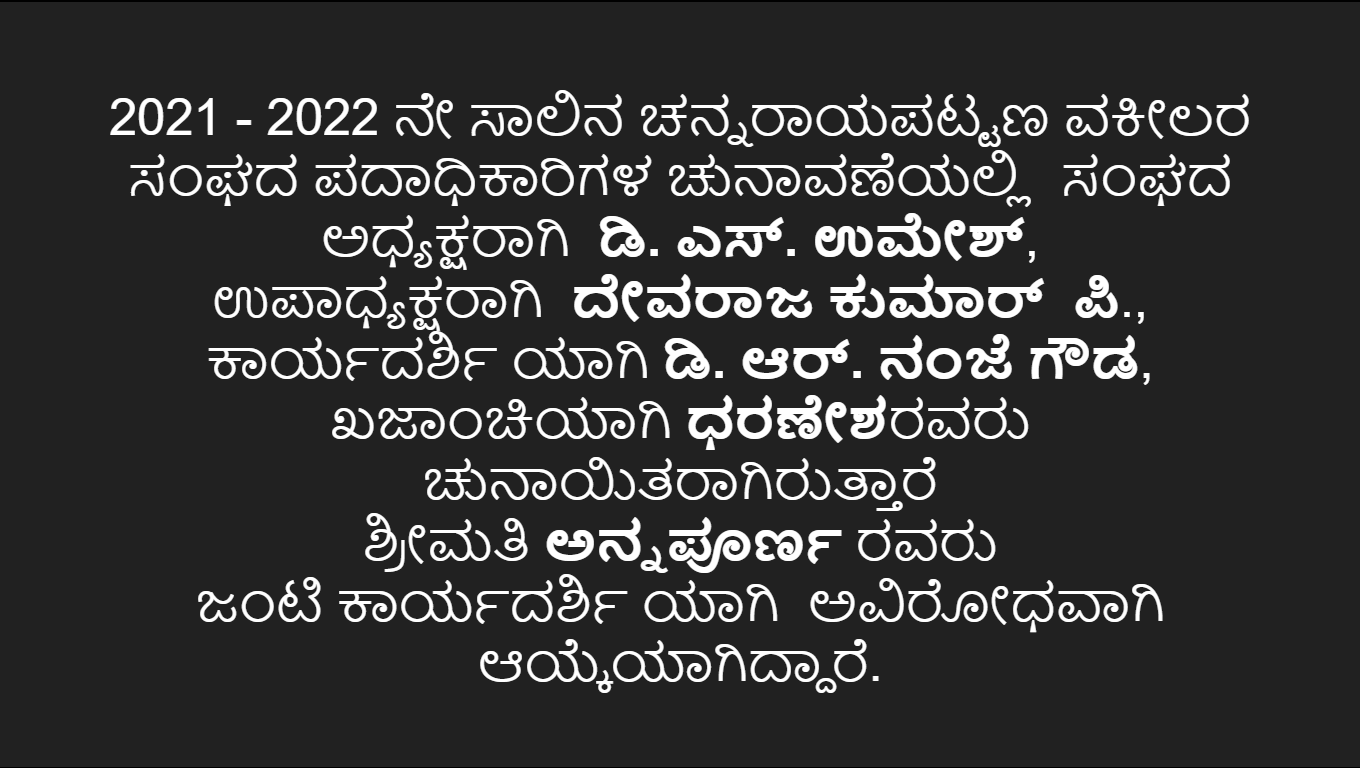 2021 - 2022 ನೇ ಸಾಲಿನ ಚನ್ನರಾಯಪಟ್ಟಣ ವಕೀಲರ
ಸಂಘದ ಪದಾಧಿಕಾರಿಗಳ ಚುನಾವಣೆಯಲ್ಲಿ ಸಂಘದ
ಅಧ್ಯಕ್ಷರಾಗಿ ಡಿ. ಎಸ್. ಉಮೇಶ್,
ಉಪಾಧ್ಯಕ್ಷರಾಗಿ ದೇವರಾಜ ಕುಮಾರ್ ಪಿ.,
ಕಾರ್ಯದರ್ಶಿ ಯಾಗಿ ಡಿ. ಆರ್. ನಂಜೆ ಗೌಡ,
ಖಜಾಂಚಿಯಾಗಿ ಧರಣೇಶರವರು
ಚುನಾಯಿತರಾಗಿರುತ್ತಾರೆ
ಶ್ರೀಮತಿ ಅನ್ನಪೂರ್ಣ ರವರು
ಜಂಟಿ ಕಾರ್ಯದರ್ಶಿ ಯಾಗಿ ಅವಿರೋಧವಾಗಿ
ಆಯ್ಕೆಯಾಗಿದ್ದಾರೆ.